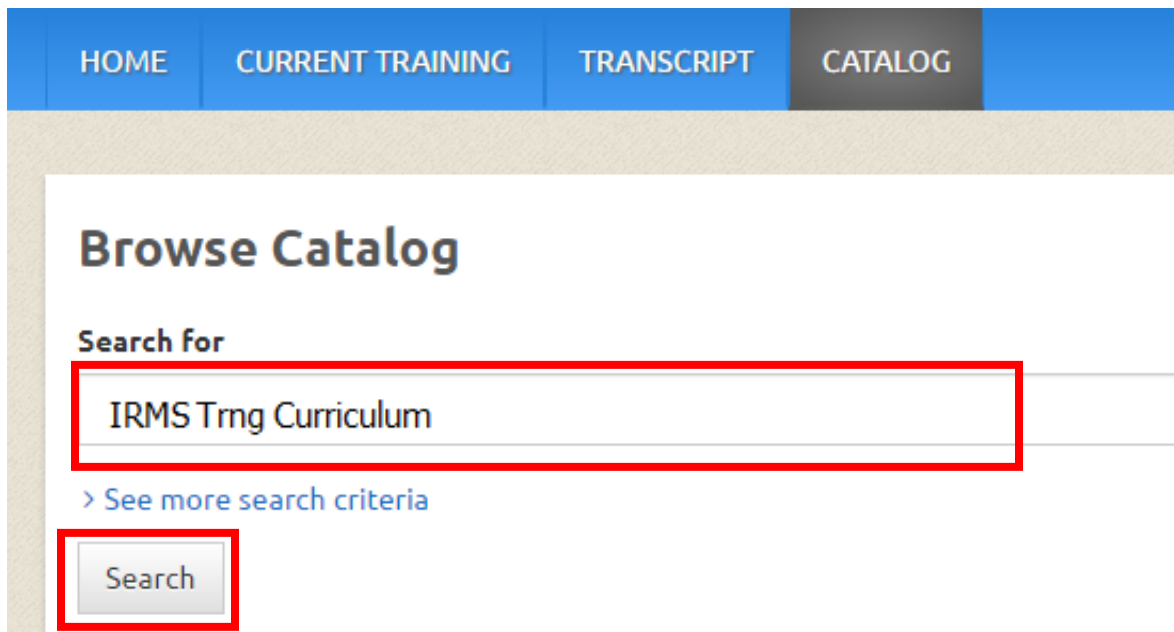 HOME CURRENT TRAINING TRANSCRIPT CATALOG
Browse Catalog
Search for
IRMS Trng Curriculum
> See more search criteria
Search